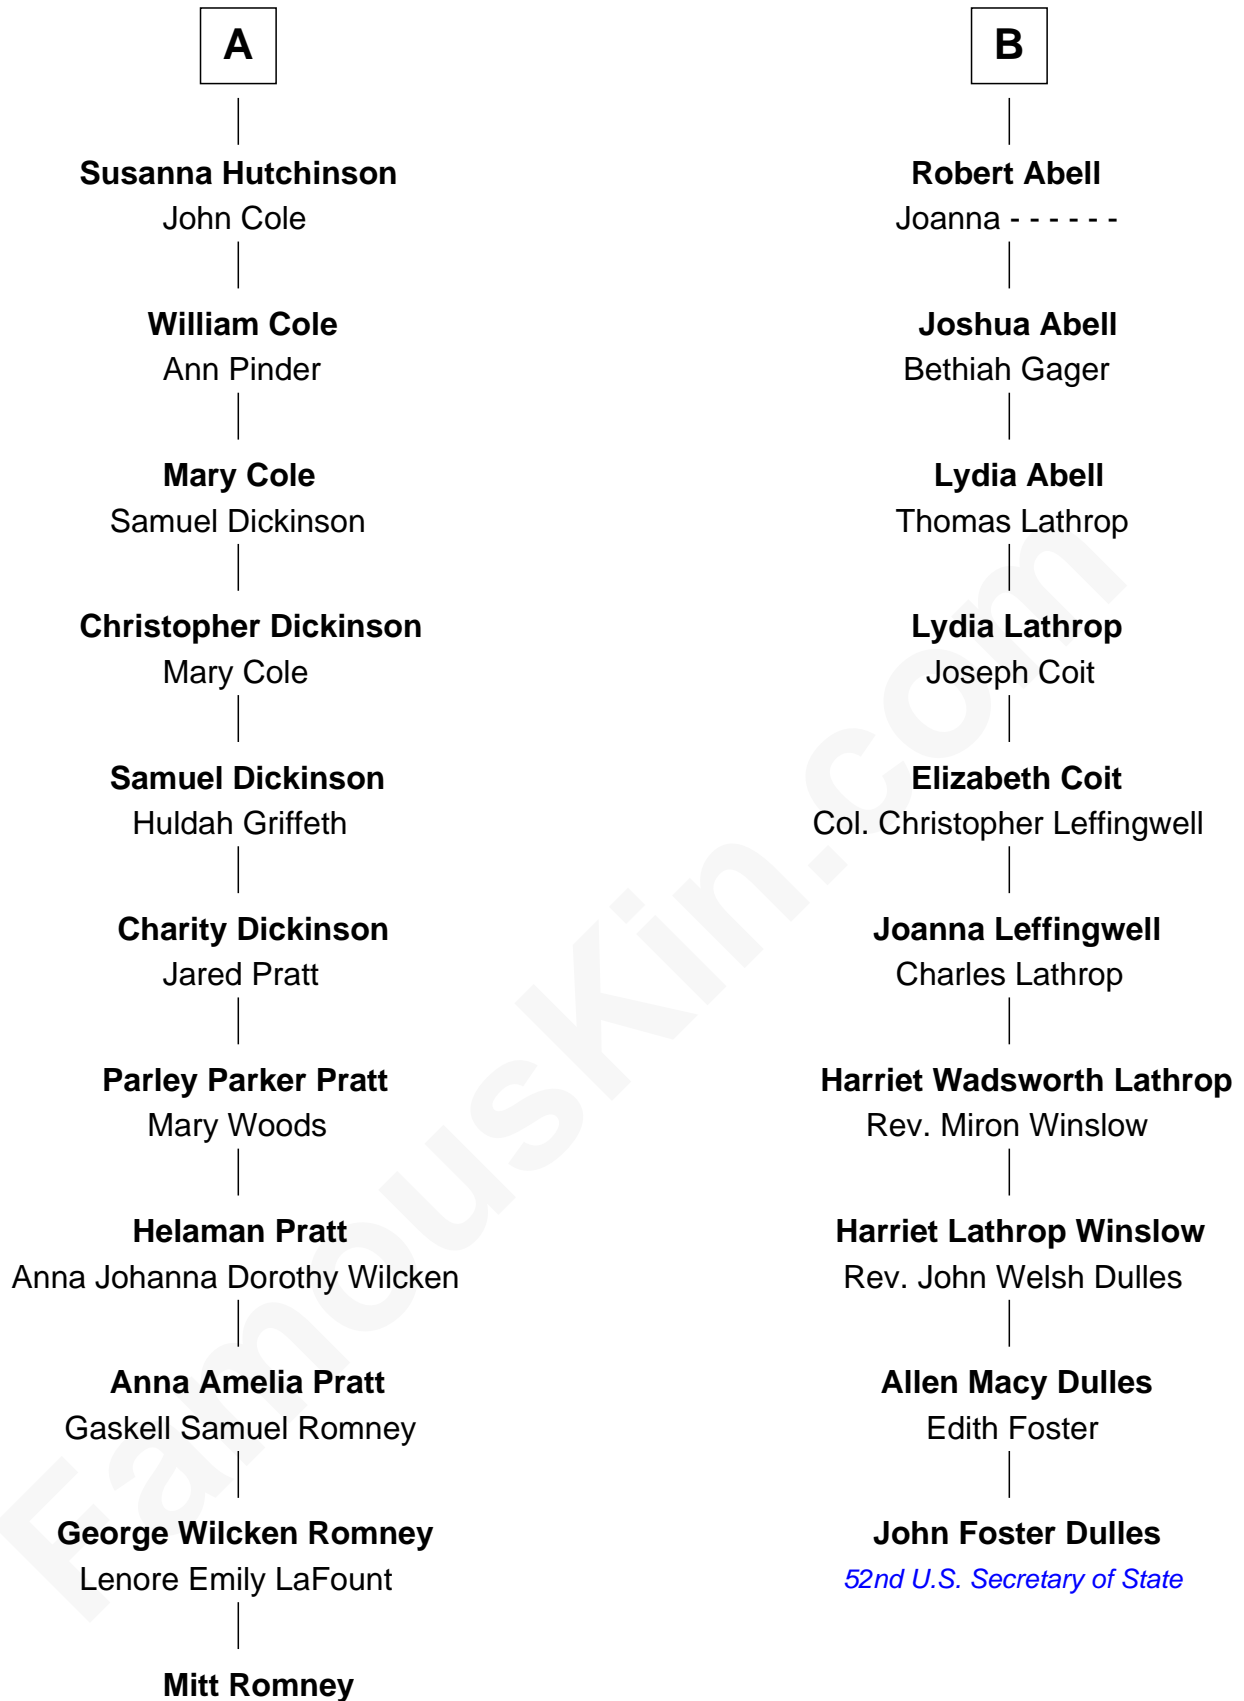 A
Susanna Hutchinson
John Cole
William Cole
Ann Pinder
Mary Cole
Samuel Dickinson
Christopher Dickinson
Mary Cole
Samuel Dickinson
Huldah Griffeth
Charity Dickinson
Jared Pratt
Parley Parker Pratt
Mary Woods
Helaman Pratt
Anna Johanna Dorothy Wilcken
Anna Amelia Pratt
Gaskell Samuel Romney
George Wilcken Romney
Lenore Emily LaFount
Mitt Romney
B
Robert Abell
Joanna - - - - - -
Joshua Abell
Bethiah Gager
Lydia Abell
Thomas Lathrop
Lydia Lathrop
Joseph Coit
Elizabeth Coit
Col. Christopher Leffingwell
Joanna Leffingwell
Charles Lathrop
Harriet Wadsworth Lathrop
Rev. Miron Winslow
Harriet Lathrop Winslow
Rev. John Welsh Dulles
Allen Macy Dulles
Edith Foster
John Foster Dulles
52nd U.S. Secretary of State
FamousKin.com